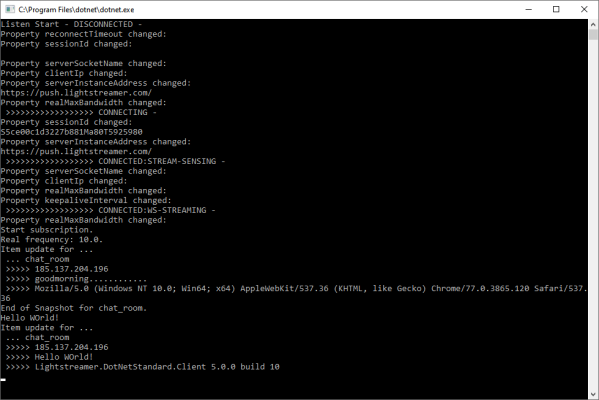 C:\Program Files\dotnet\dotnet.exe
Listen Start - DISCONNECTED -
Property reconnectTimeout changed:
Property sessionId changed:
Property serverSocketName changed:
Property clientIp changed:
Property serverInstanceAddress changed:
https://push.lightstreamer.com/
Property realMaxBandwidth changed:
>>>>>>>>>>>>>>>>>> CONNECTING -
Property sessionId changed:
S5ce00c1d3227b881Ma80T5925980
Property serverInstanceAddress changed:
https://push.lightstreamer.com/
>>>>>>>>>>>>>>>>>> CONNECTED:STREAM-SENSING -
Property serverSocketName changed:
Property clientIp changed:
Property realMaxBandwidth changed:
Property keepaliveInterval changed:
>>>>>>>>>>>>>>>>>> CONNECTED:WS-STREAMING -
Property realMaxBandwidth changed:
Start subscription.
Real frequency: 10.0.
Item update for ...
... chat_room
>>>>> 185.137.204.196
>>>>> goodmorning............
>>>>> Mozilla/5.0 (Windows NT 10.0; Win64; x64) AppleWebKit/537.36 (KHTML, like Gecko) Chrome/77.0.3865.120 Safari/537.
36
End of Snapshot for chat_room.
Hello WOrld!
Item update for ...
... chat_room
>>>>> 185.137.204.196
>>>>> Hello WOrld!
>>>>> Lightstreamer.DotNetStandard.Client 5.0.0 build 10